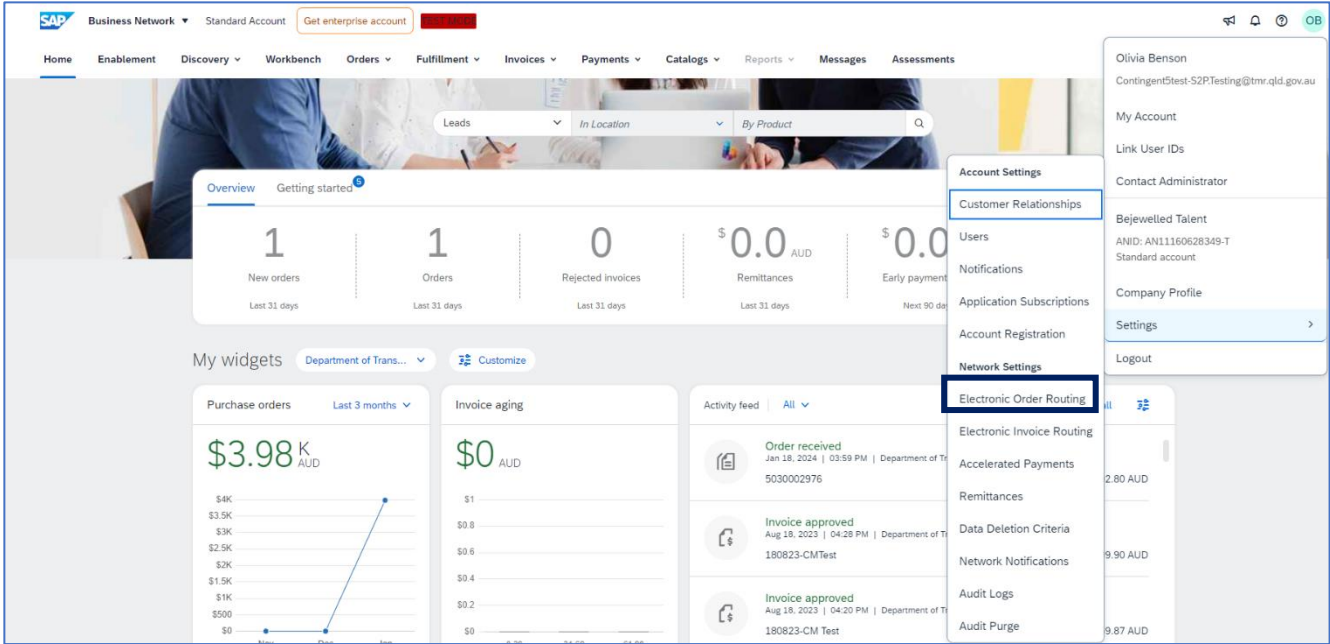 SAP Business Network Standard Account Get enterprise account TEST MODE OB
Home Enablement Discovery Workbench Orders Fulfillment Invoices Payments Catalogs Reports Messages Assessments
Olivia Benson
Contingent5test-S2P.Testing@tmr.qld.gov.au
My Account
Link User IDs
Contact Administrator
Bejewelled Talent
ANID: AN11160628349-T
Standard account
Company Profile
Settings
Logout
Leads In Location By Product
Account Settings
Customer Relationships
Users
Notifications
Application Subscriptions
Account Registration
Network Settings
Electronic Order Routing
Electronic Invoice Routing
Accelerated Payments
Remittances
Data Deletion Criteria
Network Notifications
Audit Logs
Audit Purge
Overview Getting started 5
1 1 0 $0.0 AUD $0.0
New orders Orders Rejected invoices Remittances Early payment
Last 31 days Last 31 days Last 31 days Last 31 days Next 90 da
My widgets Department of Trans... Customize
Purchase orders Last 3 months
$3.98 K AUD
$4K
$3.5K
$3K
$2.5K
$2K
$1.5K
$1K
$500
$0
Nov Dec Jan
Invoice aging
$0 AUD
$1
$0.8
$0.6
$0.4
$0.2
$0
Activity feed All all
Order received
Jan 18, 2024 | 03:59 PM | Department of Tr
5030002976 2.80 AUD
Invoice approved
Aug 18, 2023 | 04:28 PM | Department of Tr
180823-CMTest 9.90 AUD
Invoice approved
Aug 18, 2023 | 04:20 PM | Department of Tr
180823-CM Test 9.87 AUD